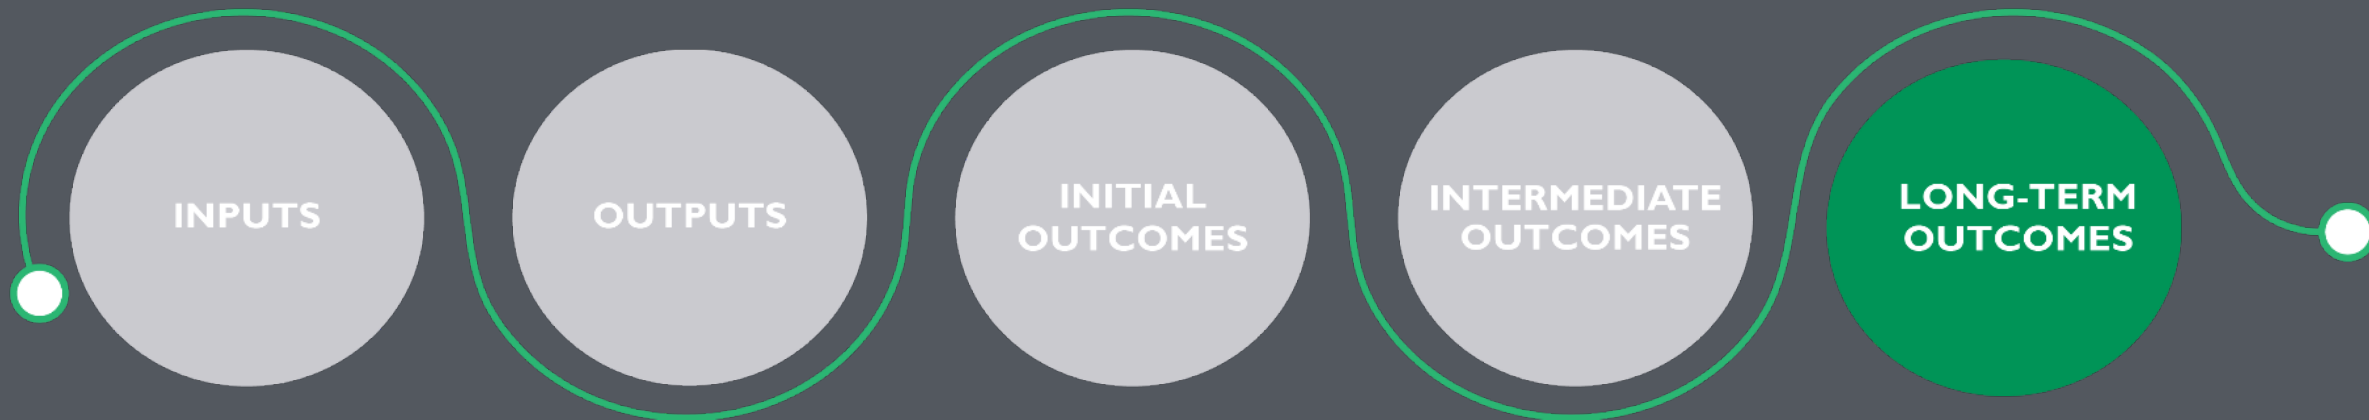 INPUTS
OUTPUTS
INITIAL
OUTCOMES
INTERMEDIATE
OUTCOMES
LONG-TERM
OUTCOMES